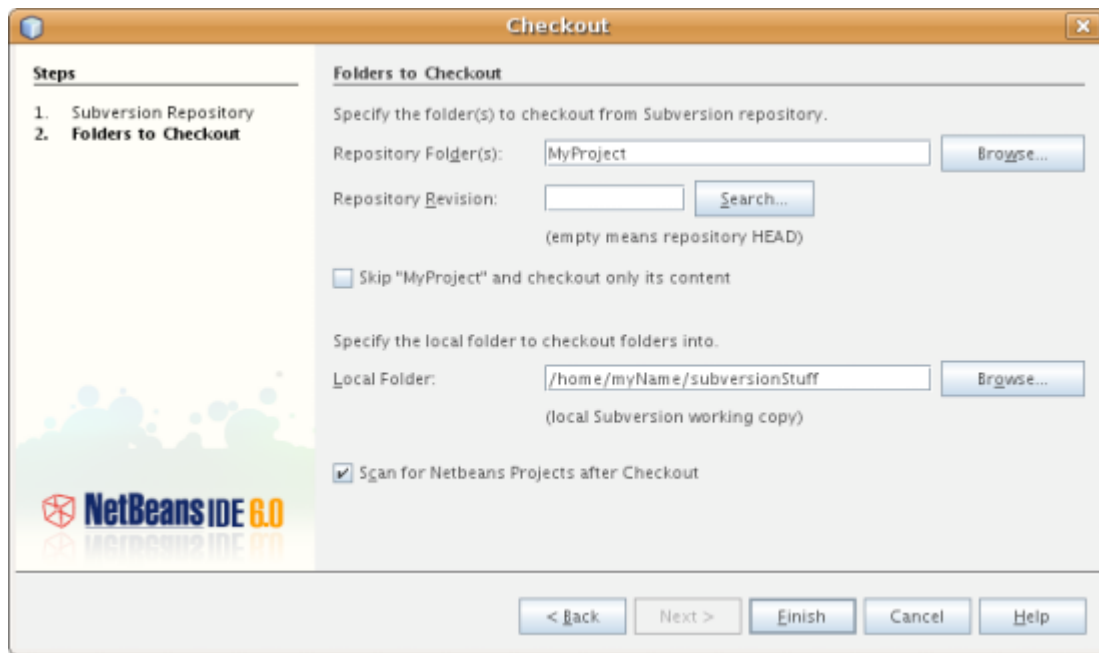 Checkout
Steps
1. Subversion Repository
2. Folders to Checkout
NetBeans IDE 6.0
Folders to Checkout
Specify the folder(s) to checkout from Subversion repository.
Repository Folder(s): MyProject Browse...
Repository Revision: Search...
(empty means repository HEAD)
Skip "MyProject" and checkout only its content
Specify the local folder to checkout folders into.
Local Folder: /home/myName/subversionStuff Browse...
(local Subversion working copy)
Scan for Netbeans Projects after Checkout
< Back Next > Finish Cancel Help